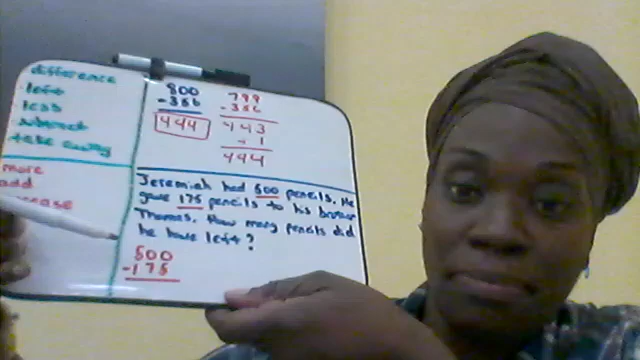 difference
left
less
subtract
take away
more
add
800
- 356
444
799
- 356
443
+ 1
444
Jeremiah had 500 pencils. He
gave 175 pencils to his brother
Thomas. How many pencils did
he have left?
500
- 175